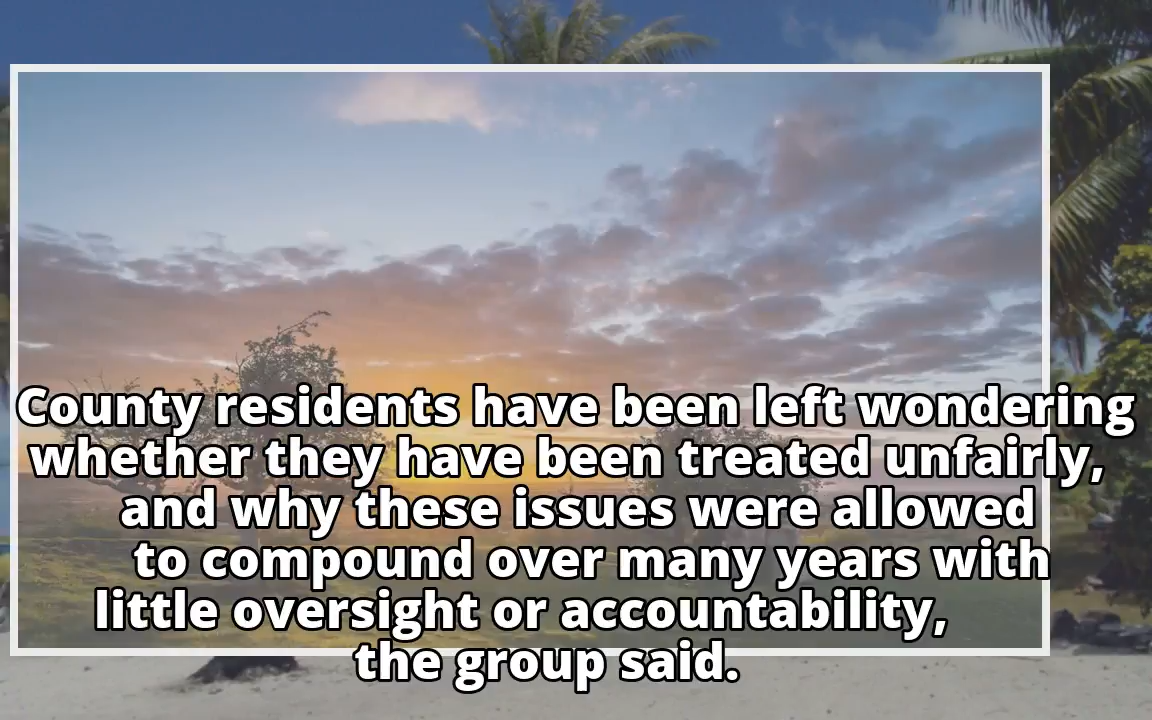 County residents have been left wondering
whether they have been treated unfairly,
and why these issues were allowed
to compound over many years with
little oversight or accountability,
the group said.